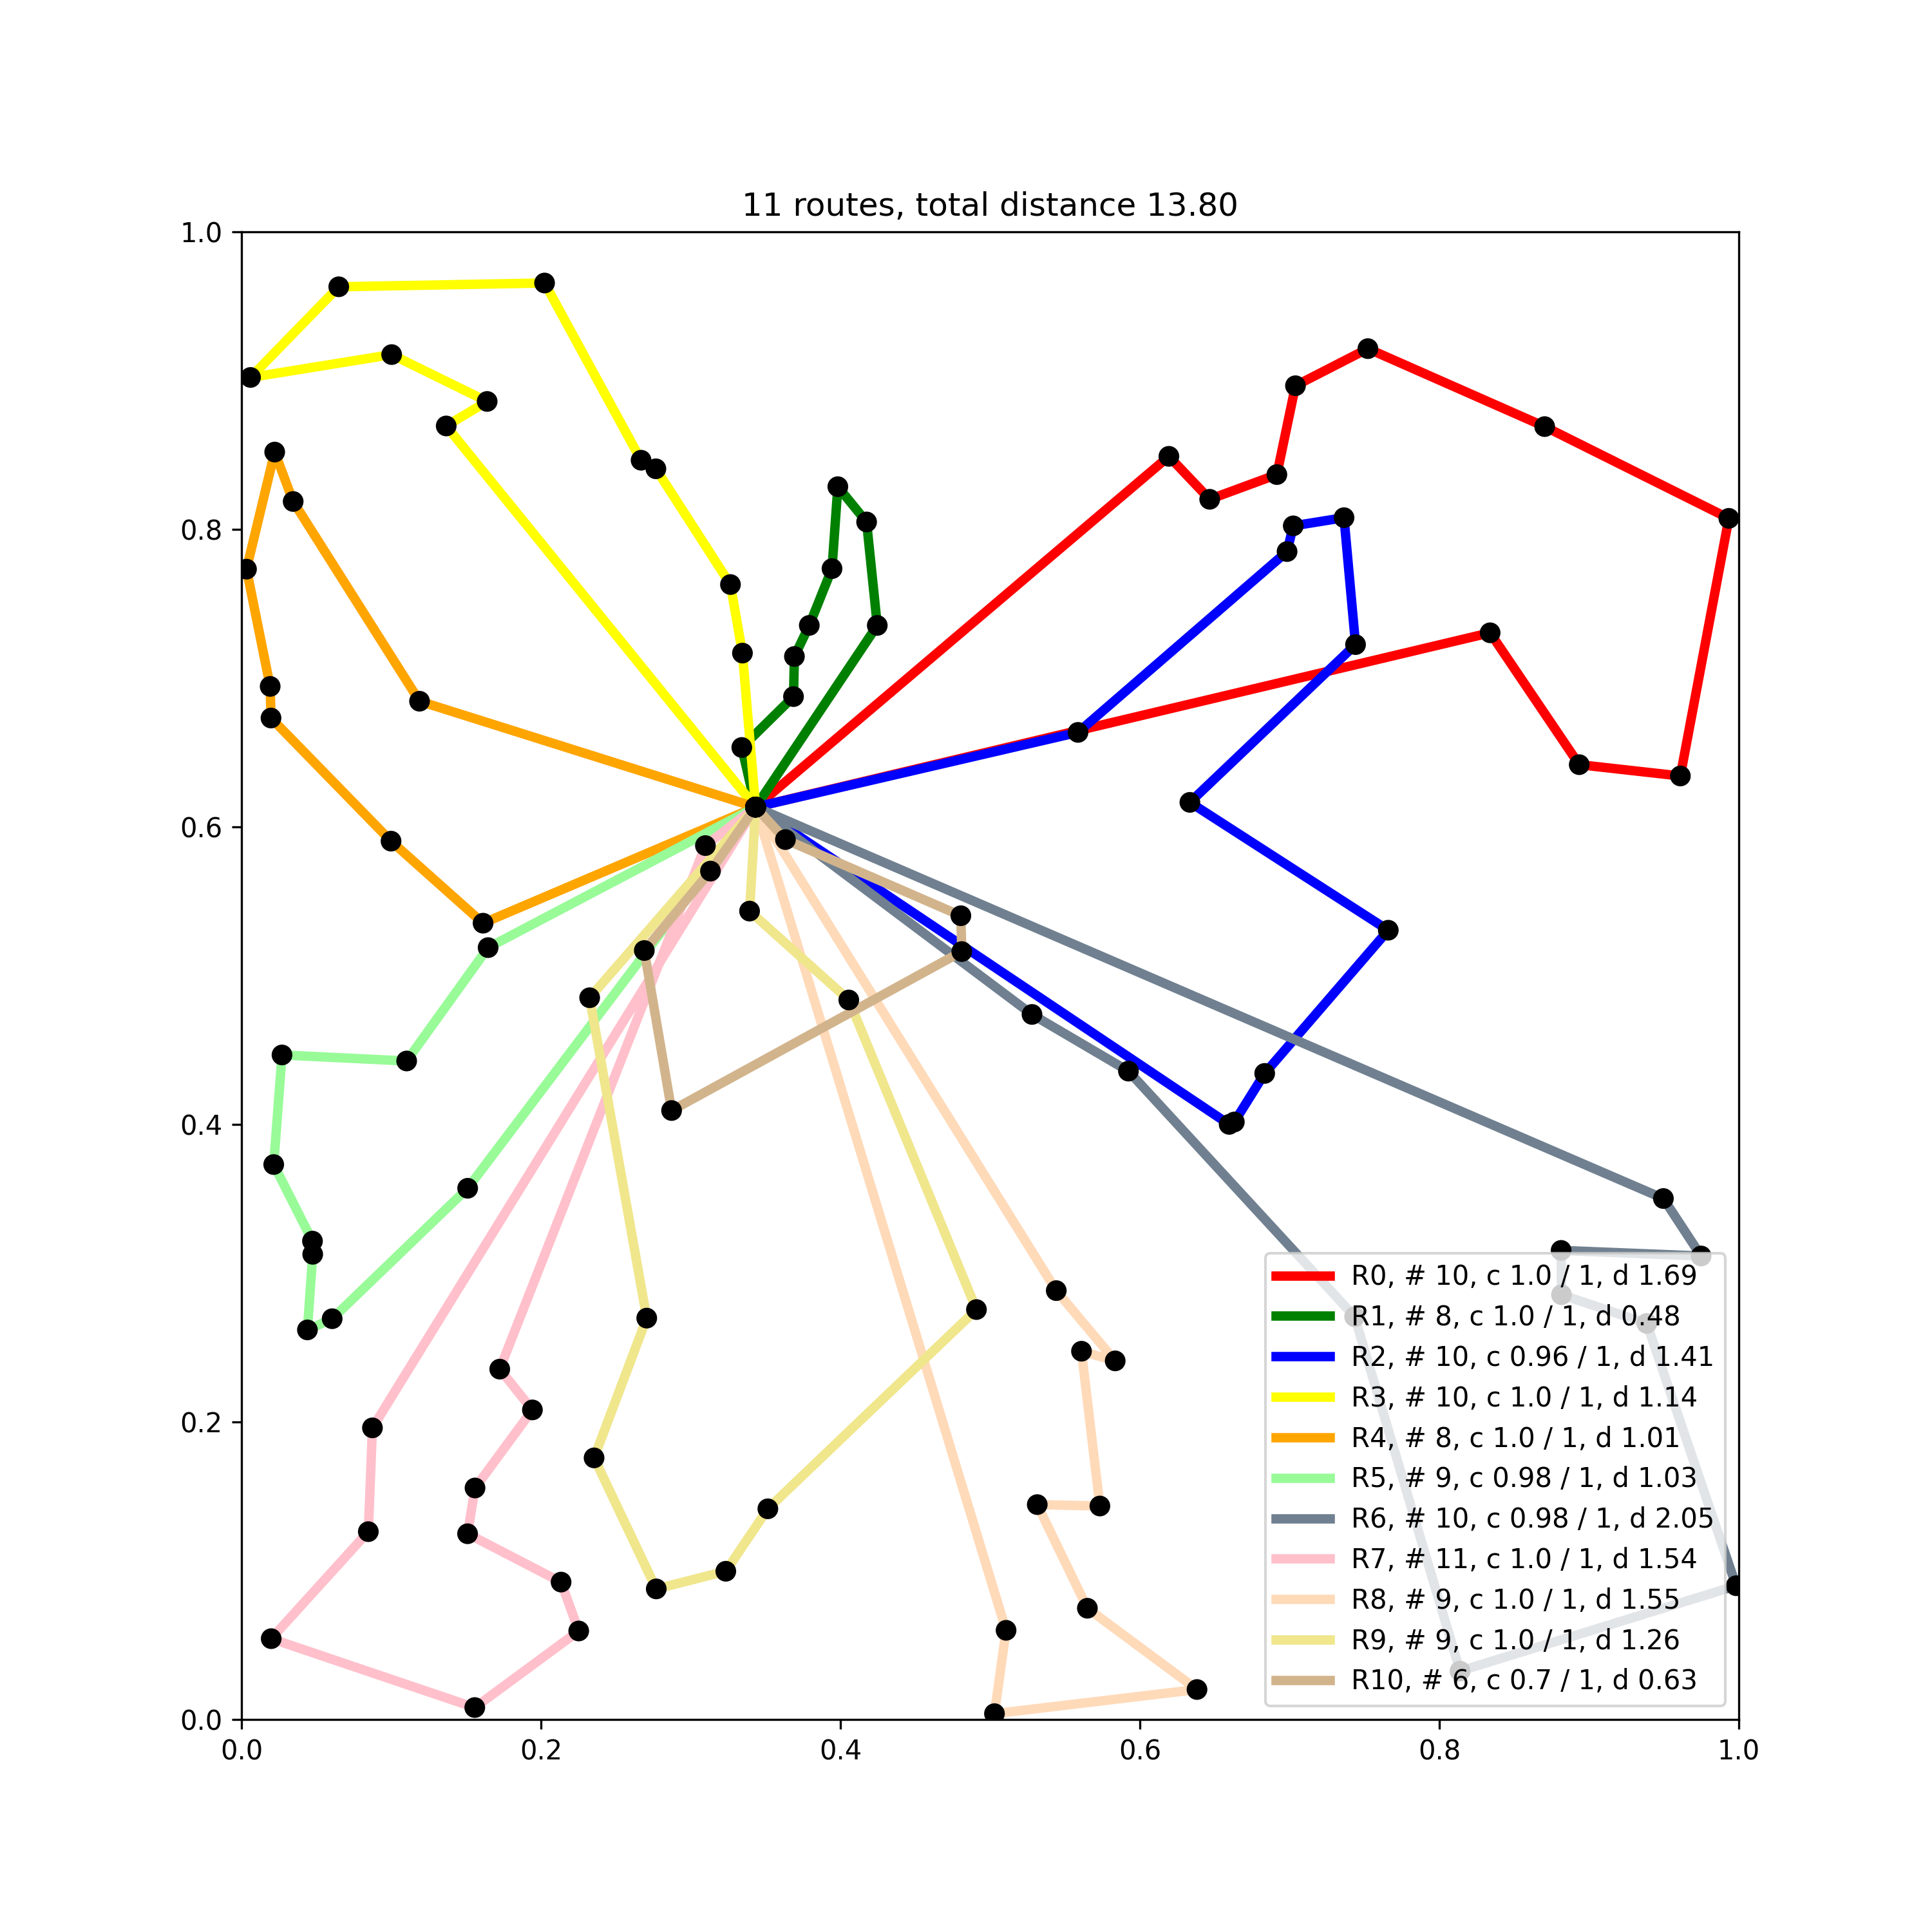 11 routes, total distance 13.80
1.0
0.8
0.6
0.4
0.2
0.0
0.0 0.2 0.4 0.6 0.8 1.0
R0, # 10, c 1.0 / 1, d 1.69
R1, # 8, c 1.0 / 1, d 0.48
R2, # 10, c 0.96 / 1, d 1.41
R3, # 10, c 1.0 / 1, d 1.14
R4, # 8, c 1.0 / 1, d 1.01
R5, # 9, c 0.98 / 1, d 1.03
R6, # 10, c 0.98 / 1, d 2.05
R7, # 11, c 1.0 / 1, d 1.54
R8, # 9, c 1.0 / 1, d 1.55
R9, # 9, c 1.0 / 1, d 1.26
R10, # 6, c 0.7 / 1, d 0.63